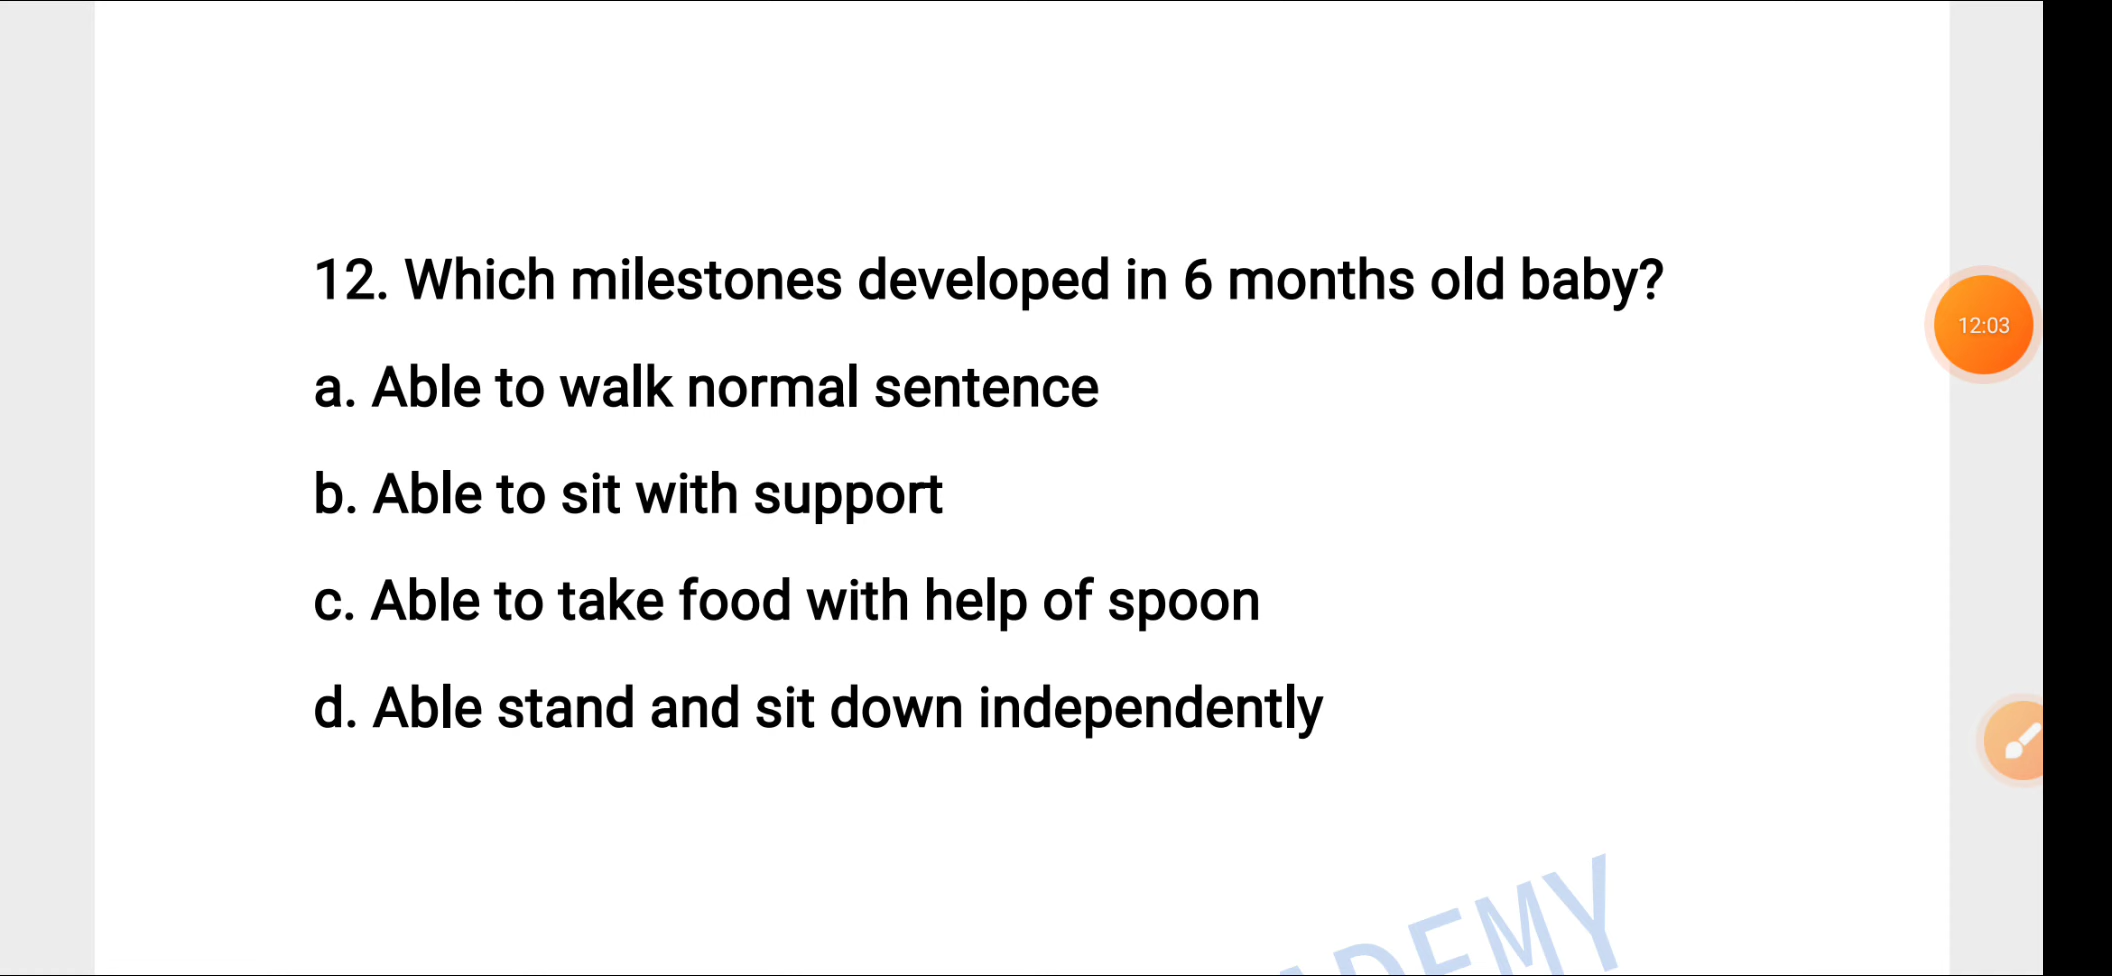 12. Which milestones developed in 6 months old baby?
12:03
a. Able to walk normal sentence
b. Able to sit with support
c. Able to take food with help of spoon
d. Able stand and sit down independently